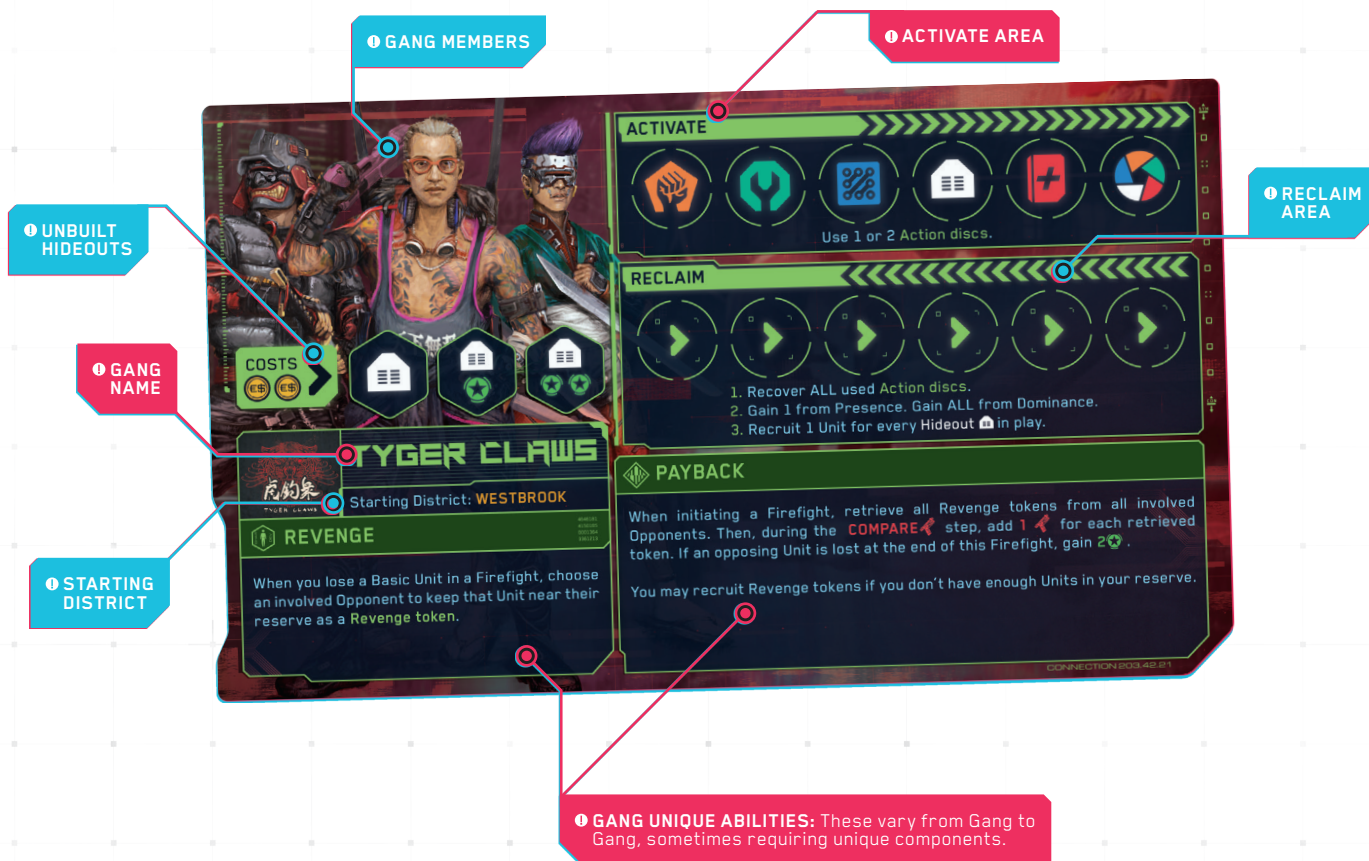 GANG MEMBERS
ACTIVATE AREA
UNBUILT
HIDEOUTS
RECLAIM
AREA
GANG
NAME
STARTING
DISTRICT
ACTIVATE
Use 1 or 2 Action discs.
RECLAIM
1. Recover ALL used Action discs.
2. Gain 1 from Presence. Gain ALL from Dominance.
3. Recruit 1 Unit for every Hideout in play.
COSTS
E$ E$
TYGER CLAWS
TYGER CLAWS
Starting District: WESTBROOK
REVENGE
When you lose a Basic Unit in a Firefight, choose
an involved Opponent to keep that Unit near their
reserve as a Revenge token.
PAYBACK
When initiating a Firefight, retrieve all Revenge tokens from all involved
Opponents. Then, during the COMPARE step, add 1 for each retrieved
token. If an opposing Unit is lost at the end of this Firefight, gain 2.
You may recruit Revenge tokens if you don't have enough Units in your reserve.
CONNECTION 203.42.21
GANG UNIQUE ABILITIES: These vary from Gang to
Gang, sometimes requiring unique components.